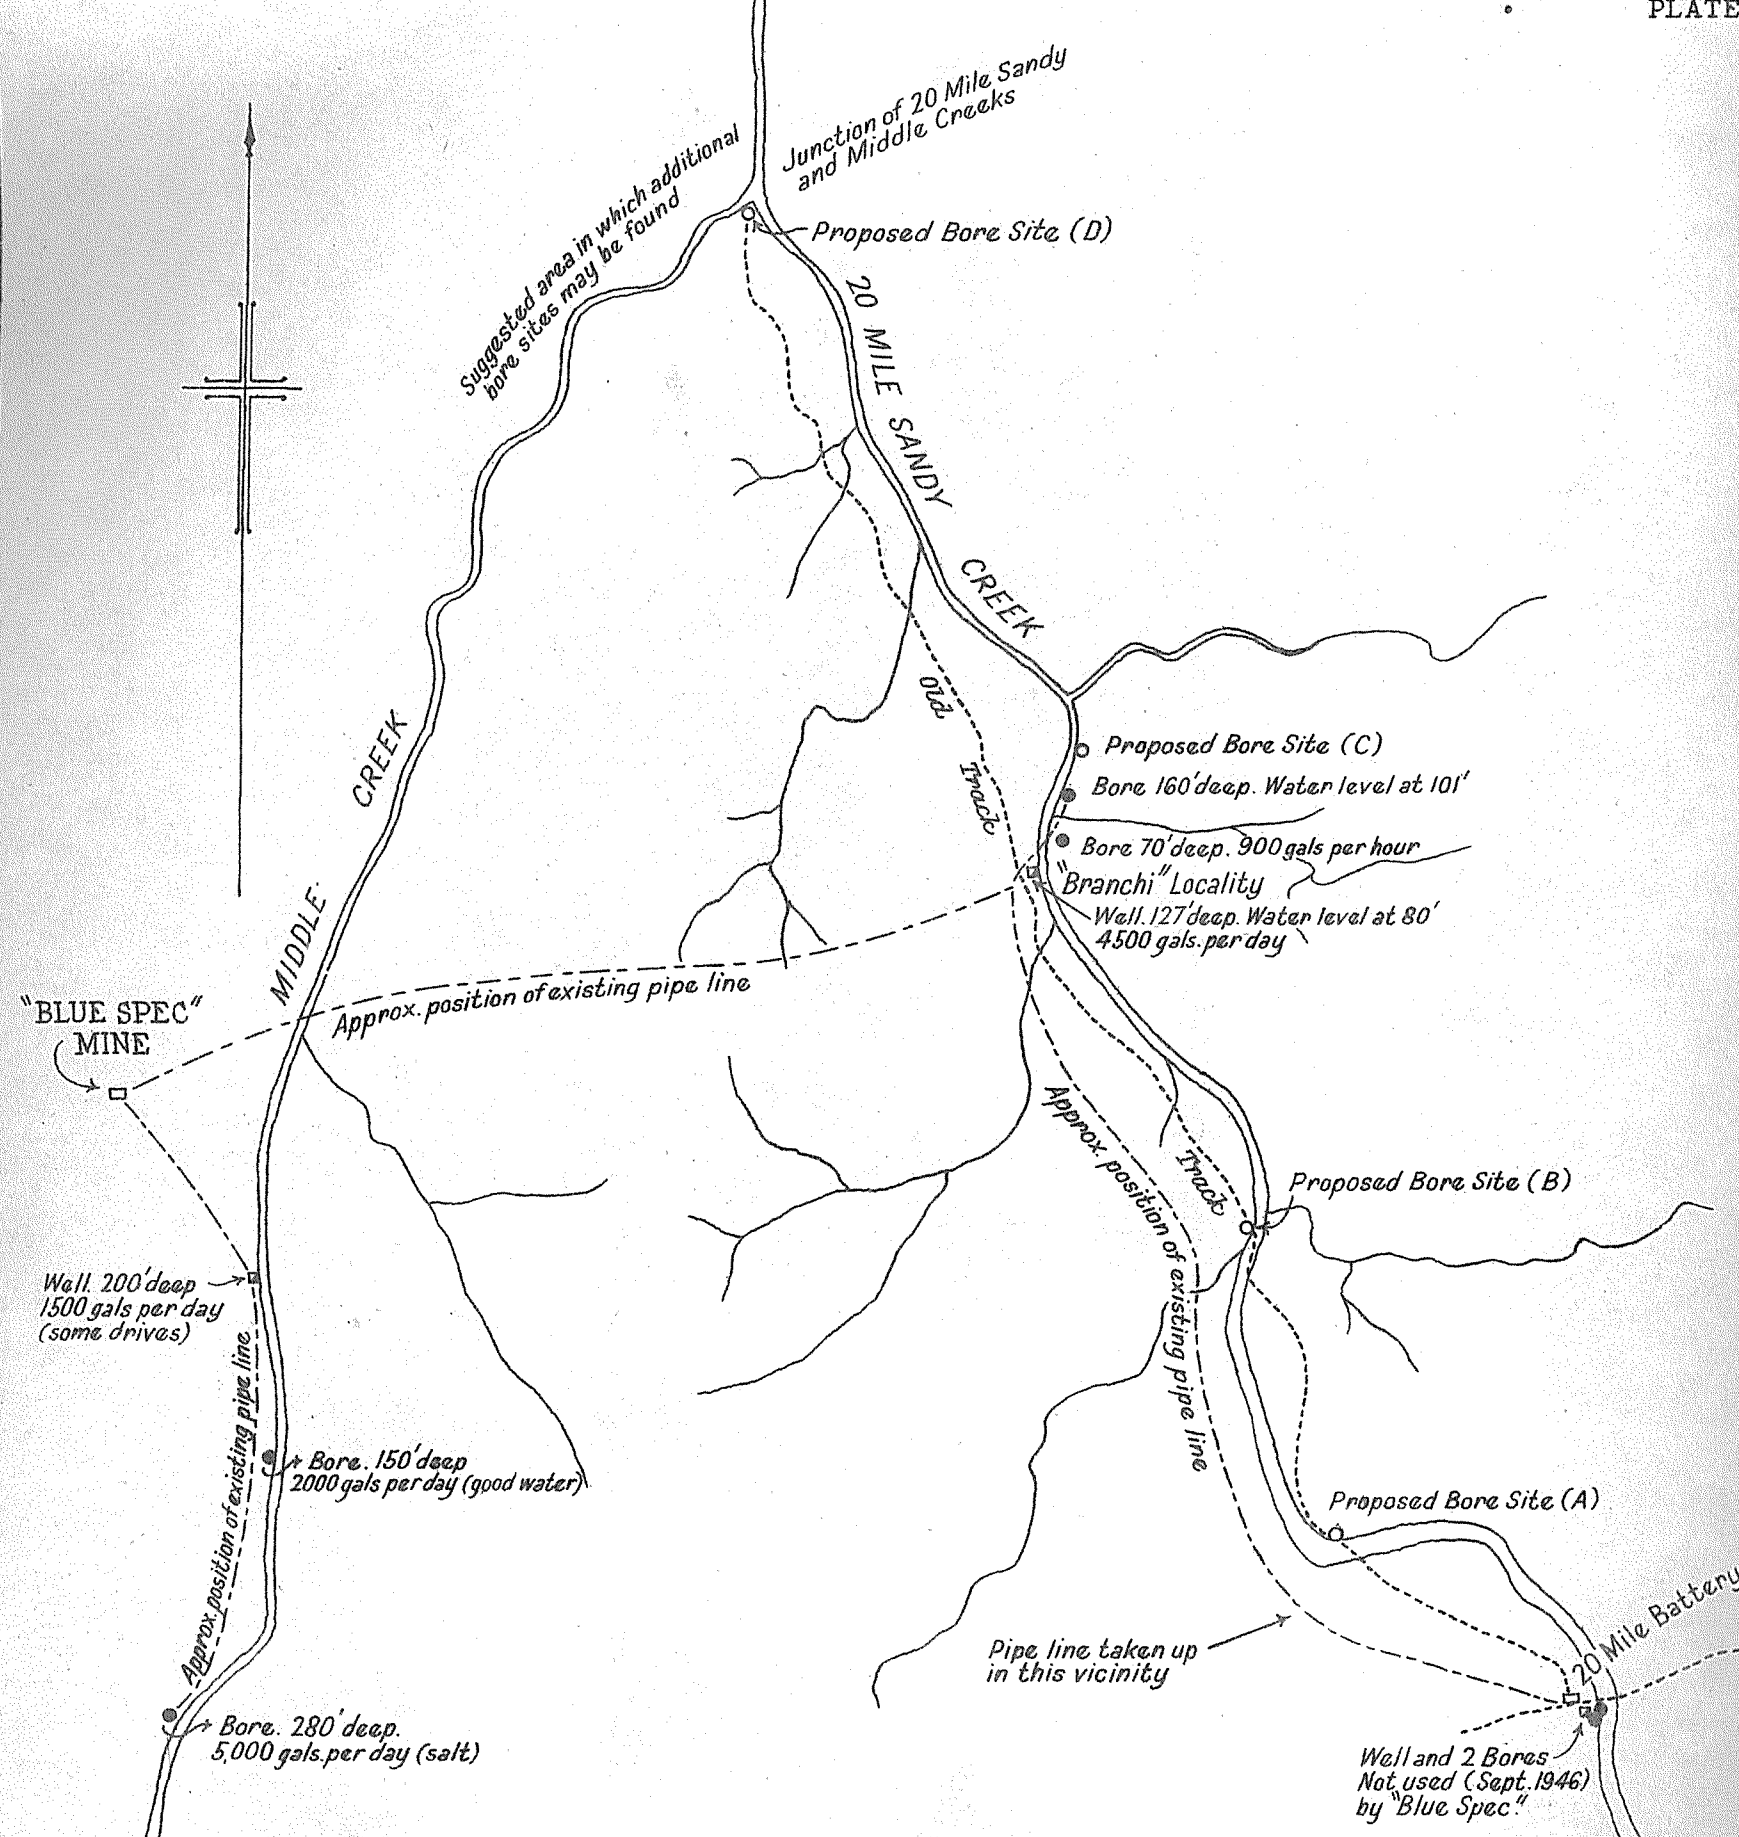 PLATE
Junction of 20 Mile Sandy
and Middle Creeks
Suggested area in which additional
bore sites may be found
Proposed Bore Site (D)
20 MILE SANDY CREEK
Old Track
Proposed Bore Site (C)
Bore 160' deep. Water level at 101'
Bore 70' deep. 900 gals per hour
"Branchi" Locality
Well. 127' deep. Water level at 80'
4500 gals. per day
MIDDLE CREEK
"BLUE SPEC"
MINE
Approx. position of existing pipe line
Approx. position of existing pipe line
Track
Proposed Bore Site (B)
Well. 200' deep
1500 gals per day
(some drives)
Approx. position of existing pipe line
Bore. 150' deep
2000 gals per day (good water)
Proposed Bore Site (A)
20 Mile Battery
Pipe line taken up
in this vicinity
Bore. 280' deep.
5,000 gals. per day (salt)
Well and 2 Bores
Not used (Sept. 1946)
by "Blue Spec."